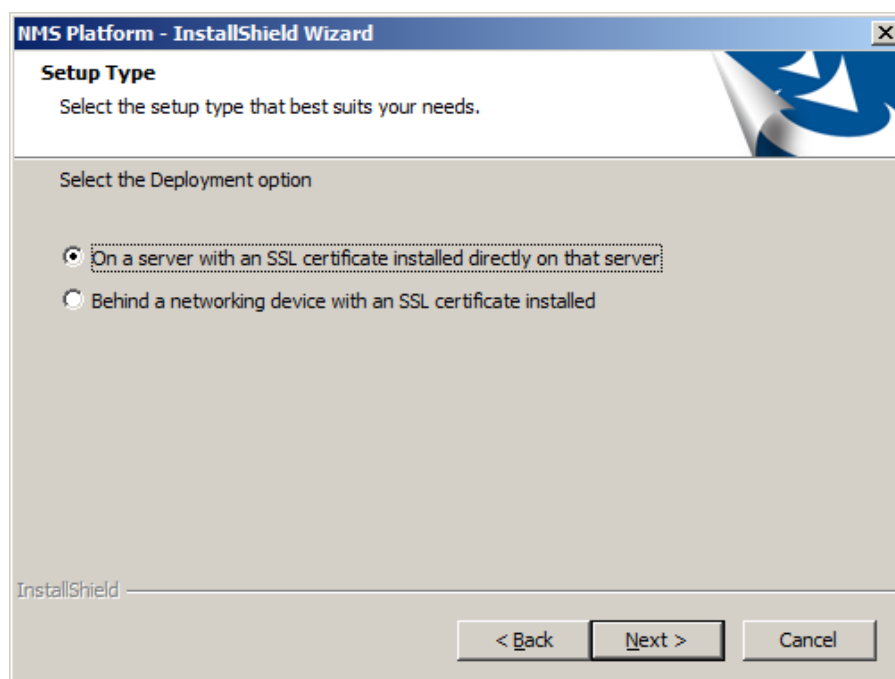 NMS Platform - InstallShield Wizard
Setup Type
Select the setup type that best suits your needs.
Select the Deployment option
On a server with an SSL certificate installed directly on that server
Behind a networking device with an SSL certificate installed
InstallShield
< Back
Next >
Cancel